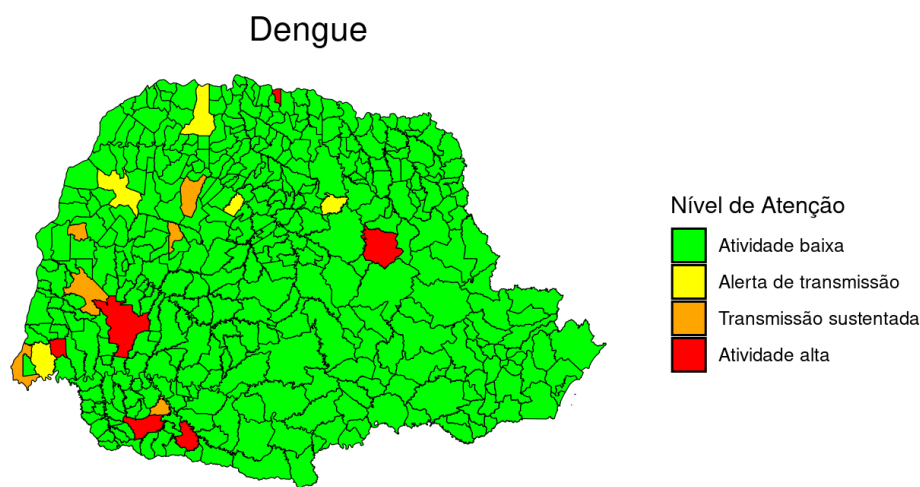 Dengue
Nível de Atenção
Atividade baixa
Alerta de transmissão
Transmissão sustentada
Atividade alta